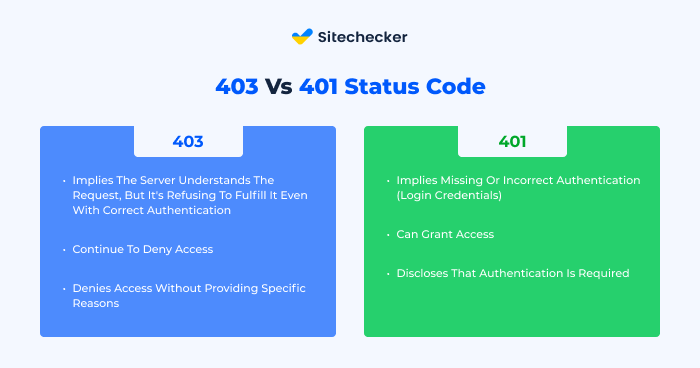 Sitechecker
403 Vs 401 Status Code
403
• Implies The Server Understands The
Request, But It's Refusing To Fulfill It Even
With Correct Authentication
• Continue To Deny Access
• Denies Access Without Providing Specific
Reasons
401
• Implies Missing Or Incorrect Authentication
(Login Credentials)
• Can Grant Access
• Discloses That Authentication Is Required